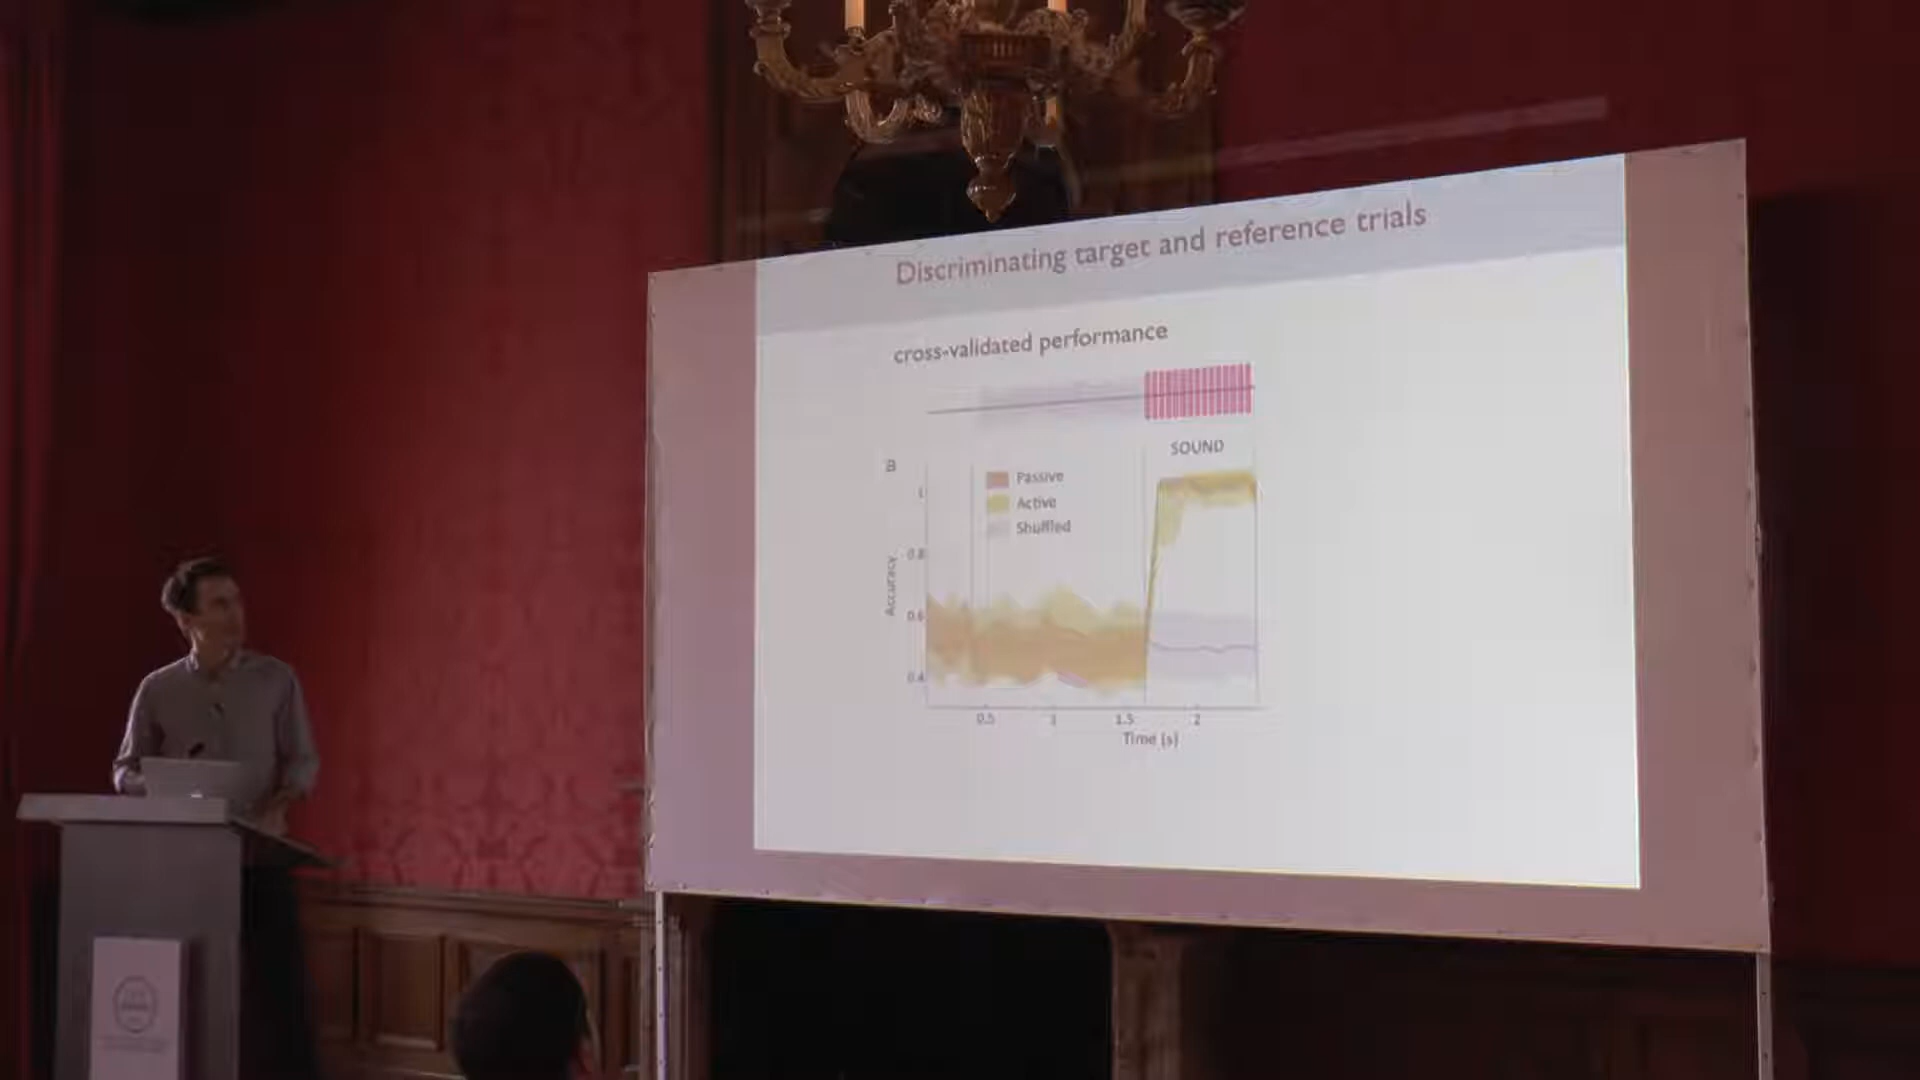 Discriminating target and reference trials
cross-validated performance
SOUND
B
Passive
Active
Shuffled
1
0.8
0.6
0.4
Accuracy
0.5
1
1.5
2
Time (s)